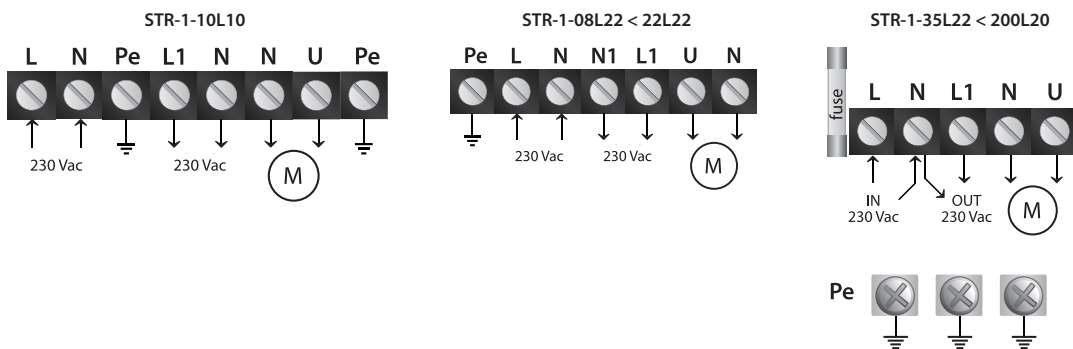 STR-1-10L10
L N Pe L1 N N U Pe
230 Vac 230 Vac
M
STR-1-08L22 < 22L22
Pe L N N1 L1 U N
230 Vac 230 Vac
M
STR-1-35L22 < 200L20
fuse
L N L1 N U
IN OUT
230 Vac 230 Vac
M
Pe